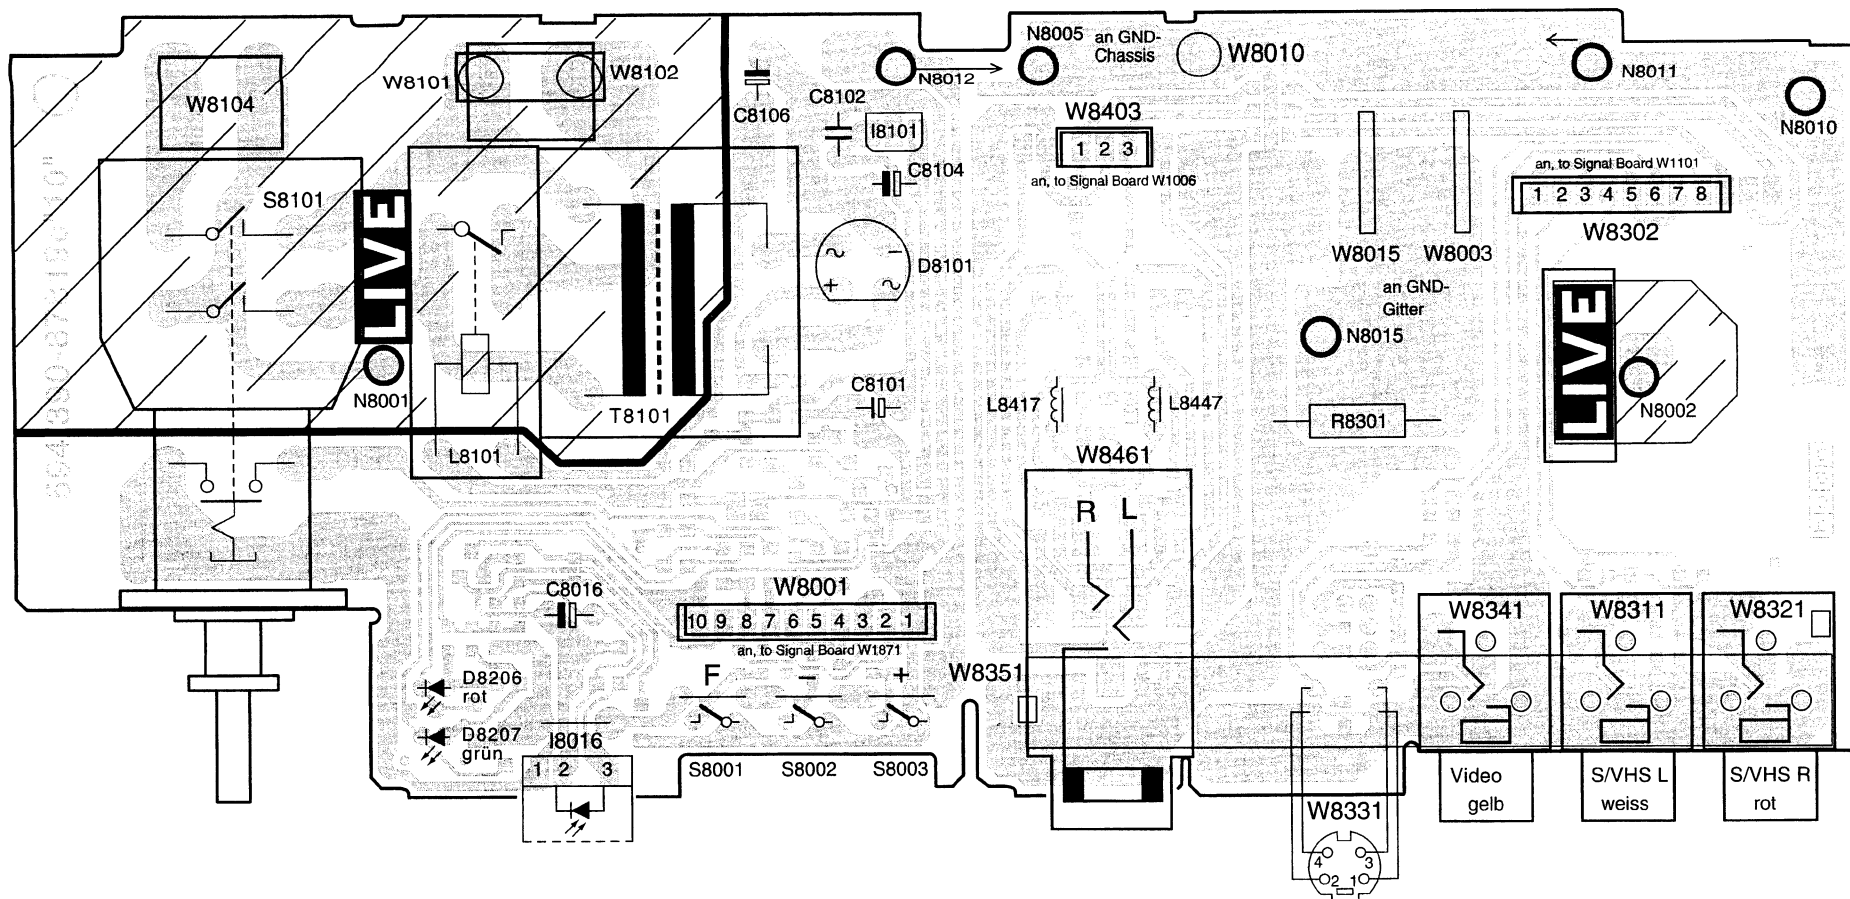 N8005
an GND-
Chassis
W8010
N8012
N8011
N8010
W8104
W8101
W8102
C8106
C8102
I8101
C8104
W8403
1 2 3
an, to Signal Board W1006
an, to Signal Board W1101
1 2 3 4 5 6 7 8
W8302
S8101
LIVE
N8001
D8101
~ −
+ ~
W8015
W8003
an GND-
Gitter
N8015
LIVE
N8002
T8101
L8101
C8101
L8417
L8447
R8301
W8461
R L
C8016
W8001
10 9 8 7 6 5 4 3 2 1
an, to Signal Board W1871
F − +
S8001
S8002
S8003
D8206
rot
D8207
grün
I8016
1 2 3
W8351
W8341
W8311
W8321
Video
gelb
S/VHS L
weiss
S/VHS R
rot
W8331
4 3
2 1